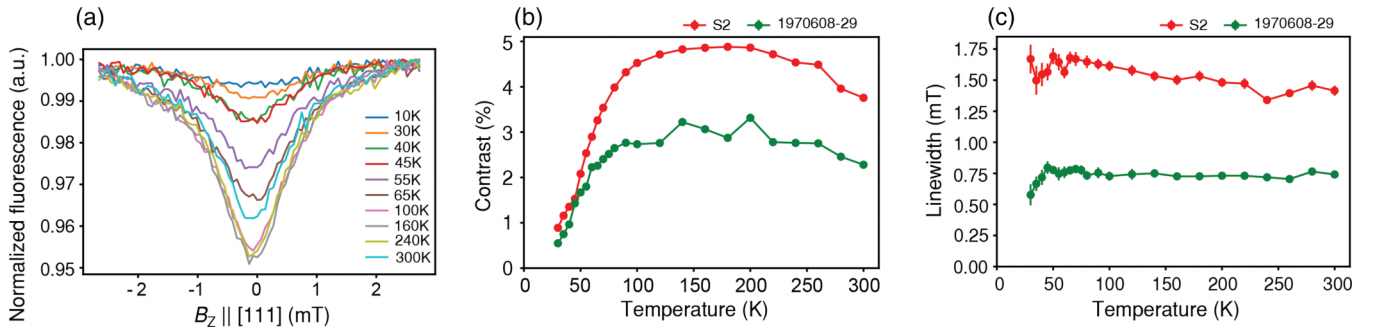 (a)
Normalized fluorescence (a.u.)
1.00
0.99
0.98
0.97
0.96
0.95
10K
30K
40K
45K
55K
65K
100K
160K
240K
300K
- 2 -1 0 1 2
B_Z || [111] (mT)
(b)
S2 1970608-29
Contrast (%)
5
4
3
2
1
0
0 50 100 150 200 250 300
Temperature (K)
(c)
S2 1970608-29
Linewidth (mT)
1.75
1.50
1.25
1.00
0.75
0.50
0.25
0.00
0 50 100 150 200 250 300
Temperature (K)